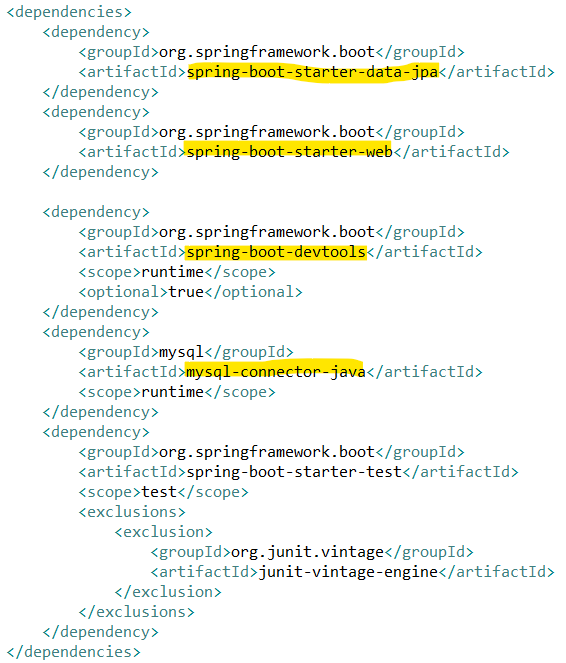 <dependencies>
    <dependency>
        <groupId>org.springframework.boot</groupId>
        <artifactId>spring-boot-starter-data-jpa</artifactId>
    </dependency>
    <dependency>
        <groupId>org.springframework.boot</groupId>
        <artifactId>spring-boot-starter-web</artifactId>
    </dependency>

    <dependency>
        <groupId>org.springframework.boot</groupId>
        <artifactId>spring-boot-devtools</artifactId>
        <scope>runtime</scope>
        <optional>true</optional>
    </dependency>
    <dependency>
        <groupId>mysql</groupId>
        <artifactId>mysql-connector-java</artifactId>
        <scope>runtime</scope>
    </dependency>
    <dependency>
        <groupId>org.springframework.boot</groupId>
        <artifactId>spring-boot-starter-test</artifactId>
        <scope>test</scope>
        <exclusions>
            <exclusion>
                <groupId>org.junit.vintage</groupId>
                <artifactId>junit-vintage-engine</artifactId>
            </exclusion>
        </exclusions>
    </dependency>
</dependencies>